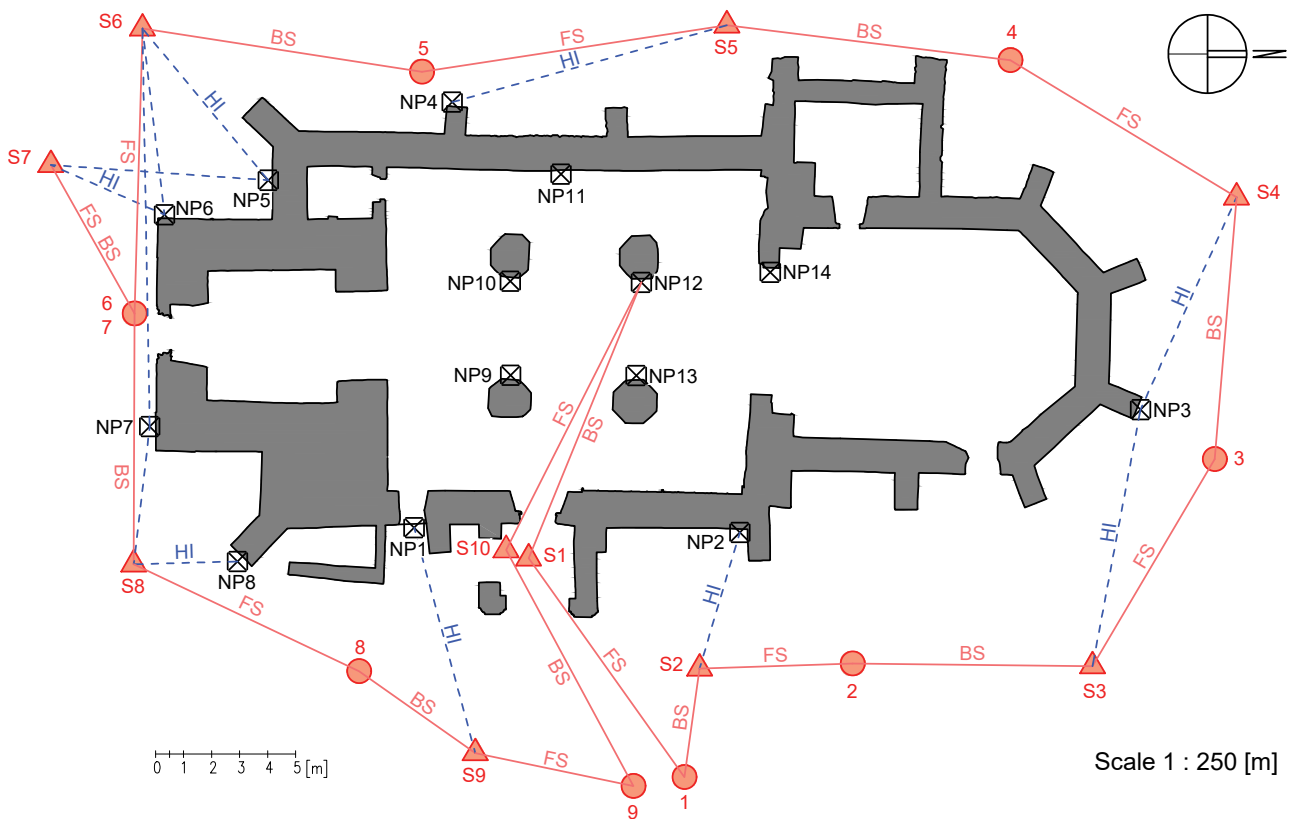 S6
BS
5
FS
HI
S5
BS
4
N
HI
NP4
FS
FS
S7
HI
NP5
NP6
NP11
S4
FS
BS
NP10
NP12
NP14
HI
BS
6
7
NP9
NP13
FS
BS
NP3
NP7
3
BS
HI
FS
NP1
S10
S1
NP2
HI
S8
HI
NP8
FS
HI
FS
BS
S2
FS
2
BS
S3
8
BS
BS
S9
FS
9
1
0 1 2 3 4 5 [m]
Scale 1 : 250 [m]